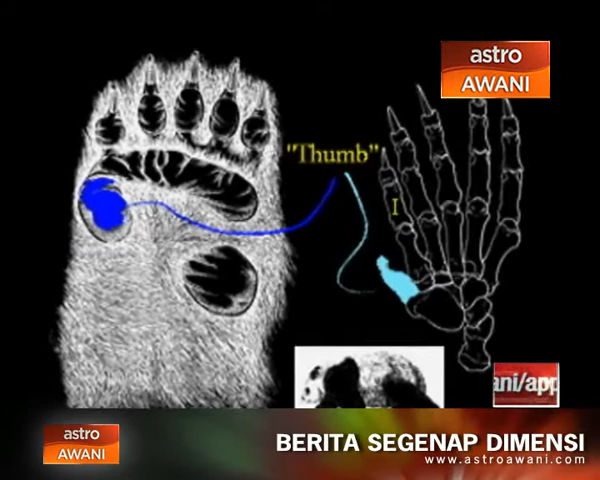 astro
AWANI
"Thumb"
I
ani/app
astro
AWANI
BERITA SEGENAP DIMENSI
www.astroawani.com